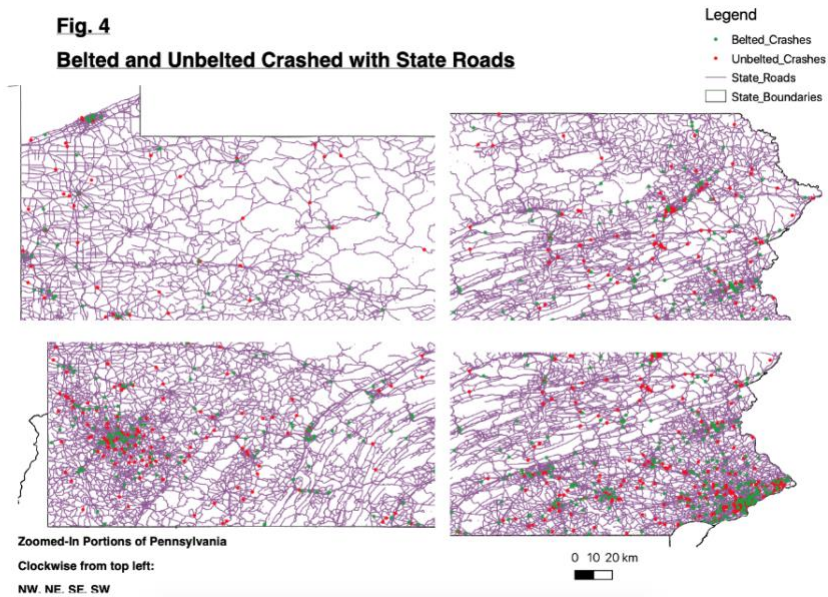 Fig. 4
Belted and Unbelted Crashed with State Roads
Legend
Belted_Crashes
Unbelted_Crashes
State_Roads
State_Boundaries
Zoomed-In Portions of Pennsylvania
Clockwise from top left:
NW, NE, SE, SW
0 10 20 km